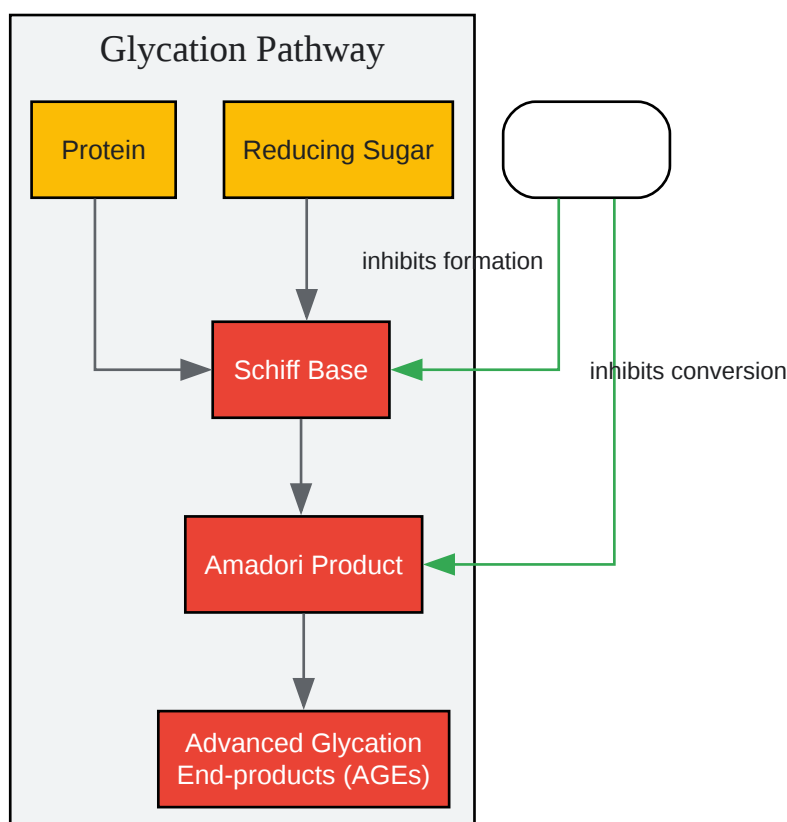 Glycation Pathway
Protein
Reducing Sugar
inhibits formation
Schiff Base
inhibits conversion
Amadori Product
Advanced Glycation
End-products (AGEs)